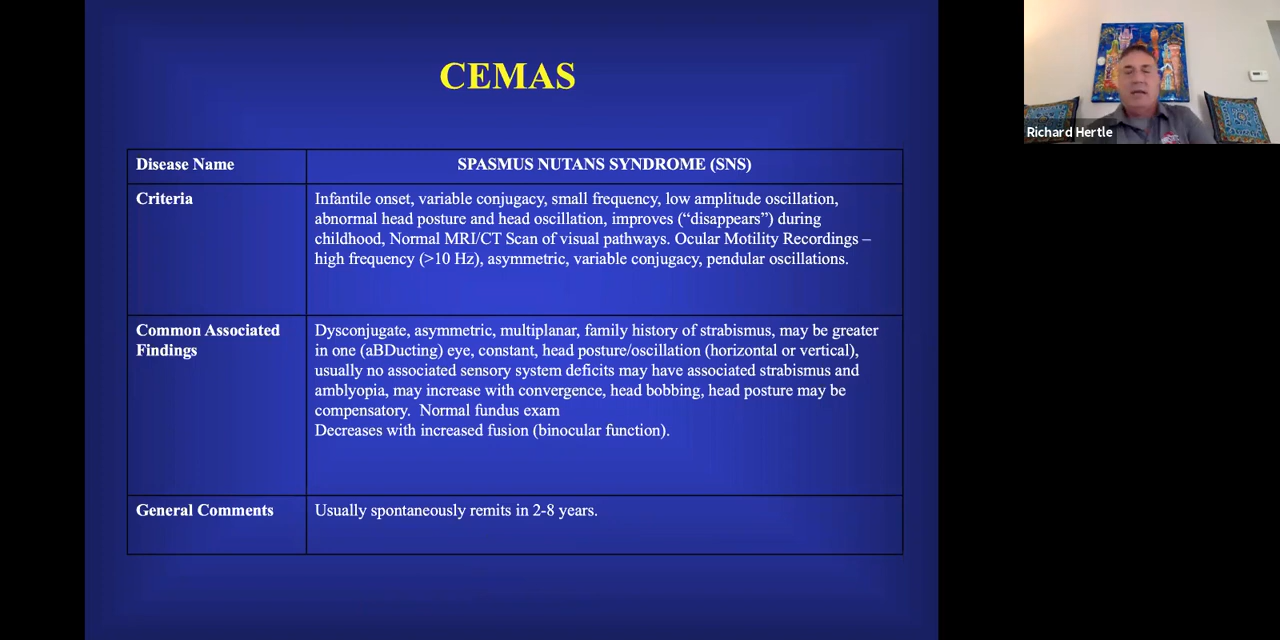 CEMAS
Disease Name
SPASMUS NUTANS SYNDROME (SNS)
Criteria
Infantile onset, variable conjugacy, small frequency, low amplitude oscillation,
abnormal head posture and head oscillation, improves (“disappears”) during
childhood, Normal MRI/CT Scan of visual pathways. Ocular Motility Recordings –
high frequency (>10 Hz), asymmetric, variable conjugacy, pendular oscillations.
Common Associated
Findings
Dysconjugate, asymmetric, multiplanar, family history of strabismus, may be greater
in one (aBDucting) eye, constant, head posture/oscillation (horizontal or vertical),
usually no associated sensory system deficits may have associated strabismus and
amblyopia, may increase with convergence, head bobbing, head posture may be
compensatory.  Normal fundus exam
Decreases with increased fusion (binocular function).
General Comments
Usually spontaneously remits in 2-8 years.
Richard Hertle